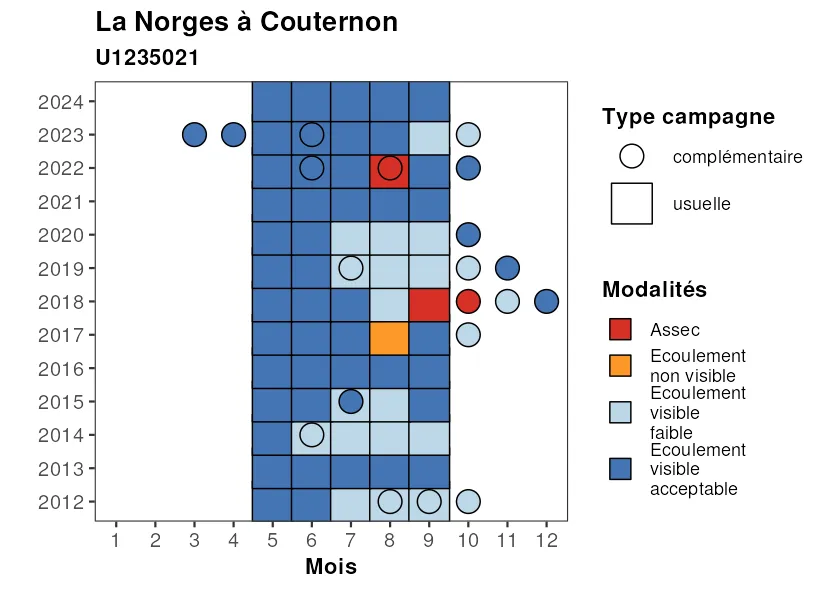 La Norges à Couternon
U1235021
2024
2023
2022
2021
2020
2019
2018
2017
2016
2015
2014
2013
2012
1 2 3 4 5 6 7 8 9 10 11 12
Mois
Type campagne
complémentaire
usuelle
Modalités
Assec
Ecoulement
non visible
Ecoulement
visible
faible
Ecoulement
visible
acceptable